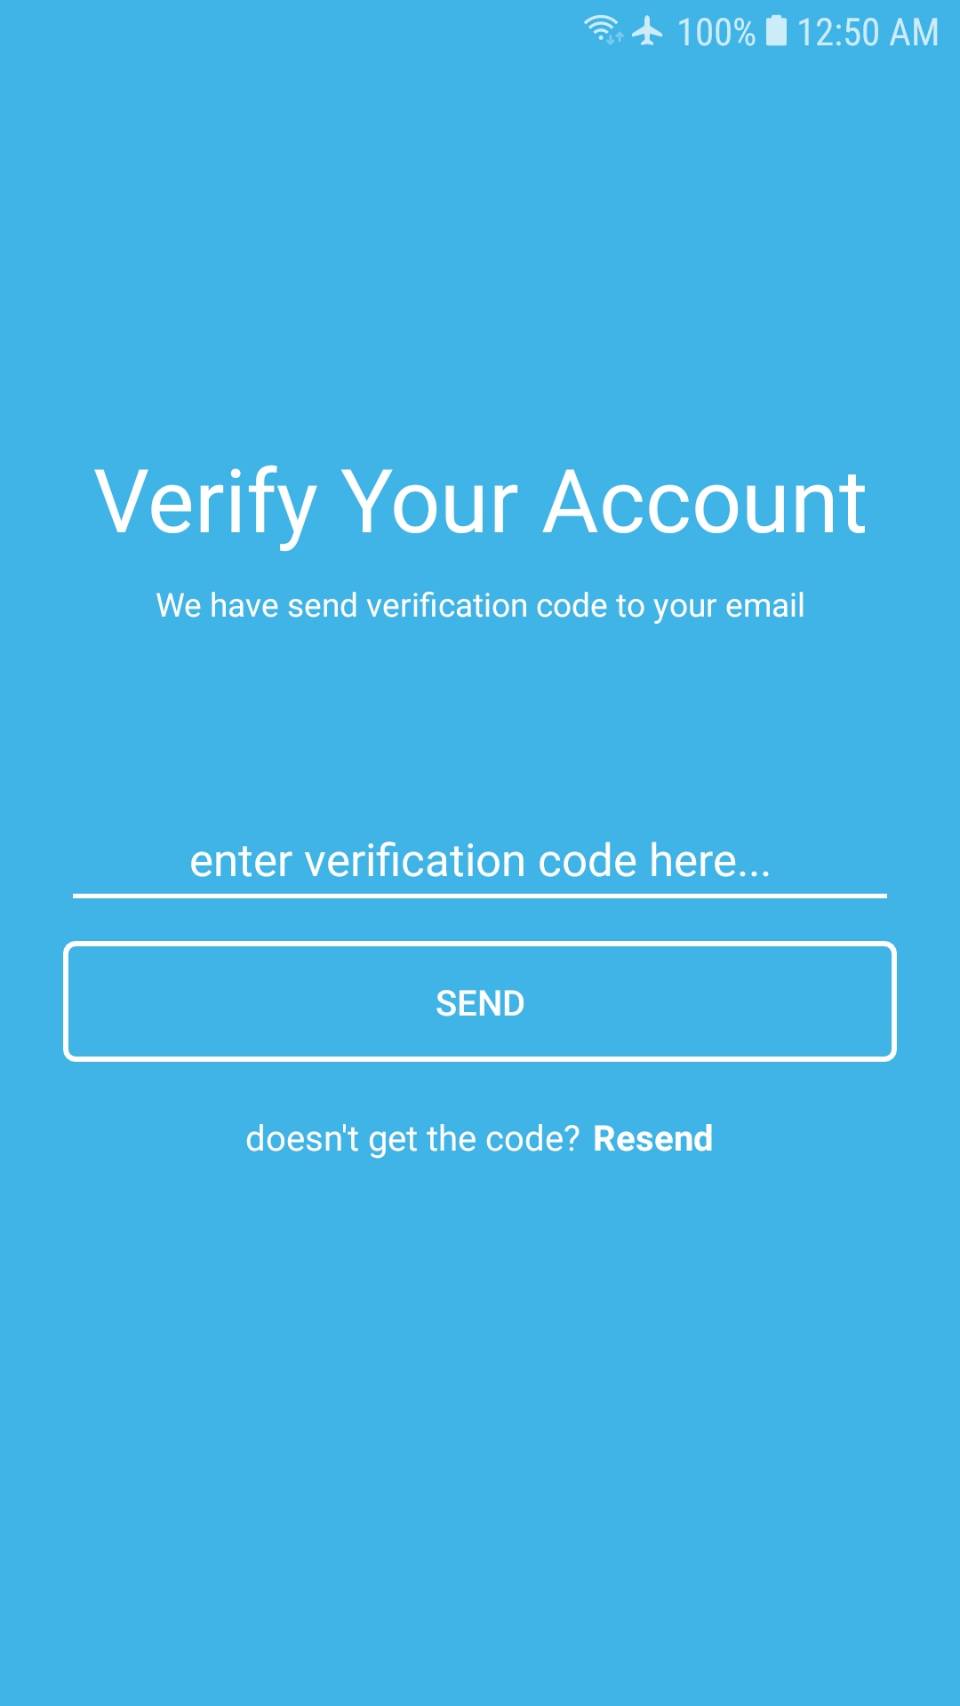 100% 12:50 AM
Verify Your Account
We have send verification code to your email
enter verification code here...
SEND
doesn't get the code? Resend